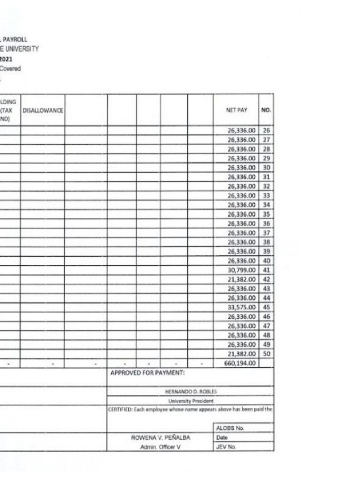 PAYROLL
E UNIVERSITY
2021
Covered
LDING
(TAX DISALLOWANCE NET PAY NO.
NO)
26,336.00 26
26,336.00 27
26,336.00 28
26,336.00 29
26,336.00 30
26,336.00 31
26,336.00 32
26,336.00 33
26,336.00 34
26,336.00 35
26,336.00 36
26,336.00 37
26,336.00 38
26,336.00 39
26,336.00 40
30,799.00 41
21,382.00 42
26,336.00 43
26,336.00 44
33,575.00 45
26,336.00 46
26,336.00 47
26,336.00 48
26,336.00 49
21,382.00 50
- - - - - - 660,194.00
APPROVED FOR PAYMENT:
HERNANDO D. ROBLES
University President
CERTIFIED: Each employee whose name appears above has been paid the
ALOBS No.
ROWENA V. PEÑALBA Date
Admin. Officer V JEV No.